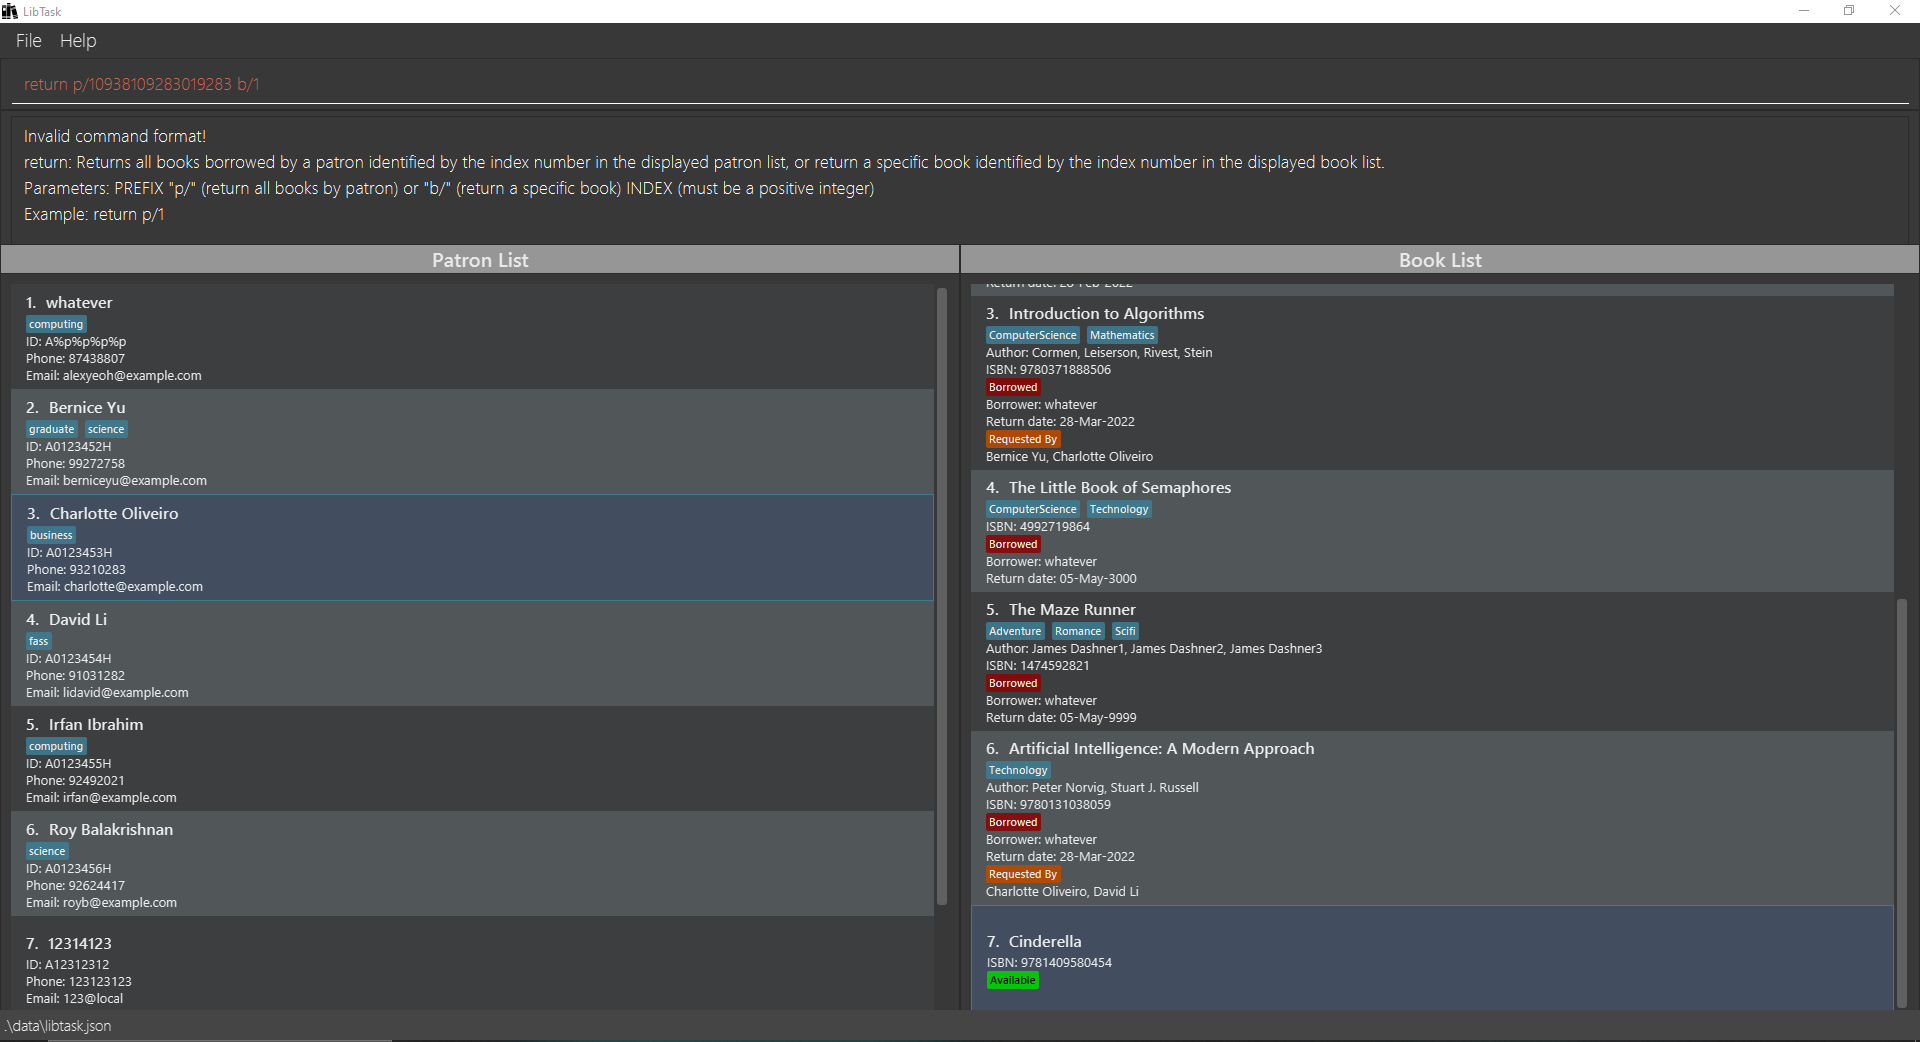 LibTask
File Help
return p/10938109283019283 b/1
Invalid command format!
return: Returns all books borrowed by a patron identified by the index number in the displayed patron list, or return a specific book identified by the index number in the displayed book list.
Parameters: PREFIX "p/" (return all books by patron) or "b/" (return a specific book) INDEX (must be a positive integer)
Example: return p/1
Patron List
1. whatever
computing
ID: A%p%p%p%p
Phone: 87438807
Email: alexyeoh@example.com
2. Bernice Yu
graduate science
ID: A0123452H
Phone: 99272758
Email: berniceyu@example.com
3. Charlotte Oliveiro
business
ID: A0123453H
Phone: 93210283
Email: charlotte@example.com
4. David Li
fass
ID: A0123454H
Phone: 91031282
Email: lidavid@example.com
5. Irfan Ibrahim
computing
ID: A0123455H
Phone: 92492021
Email: irfan@example.com
6. Roy Balakrishnan
science
ID: A0123456H
Phone: 92624417
Email: royb@example.com
7. 12314123
ID: A12312312
Phone: 123123123
Email: 123@local
Book List
Return date: 28-Feb-2022
3. Introduction to Algorithms
ComputerScience Mathematics
Author: Cormen, Leiserson, Rivest, Stein
ISBN: 9780371888506
Borrowed
Borrower: whatever
Return date: 28-Mar-2022
Requested By
Bernice Yu, Charlotte Oliveiro
4. The Little Book of Semaphores
ComputerScience Technology
ISBN: 4992719864
Borrowed
Borrower: whatever
Return date: 05-May-3000
5. The Maze Runner
Adventure Romance Scifi
Author: James Dashner1, James Dashner2, James Dashner3
ISBN: 1474592821
Borrowed
Borrower: whatever
Return date: 05-May-9999
6. Artificial Intelligence: A Modern Approach
Technology
Author: Peter Norvig, Stuart J. Russell
ISBN: 9780131038059
Borrowed
Borrower: whatever
Return date: 28-Mar-2022
Requested By
Charlotte Oliveiro, David Li
7. Cinderella
ISBN: 9781409580454
Available
.\data\libtask.json